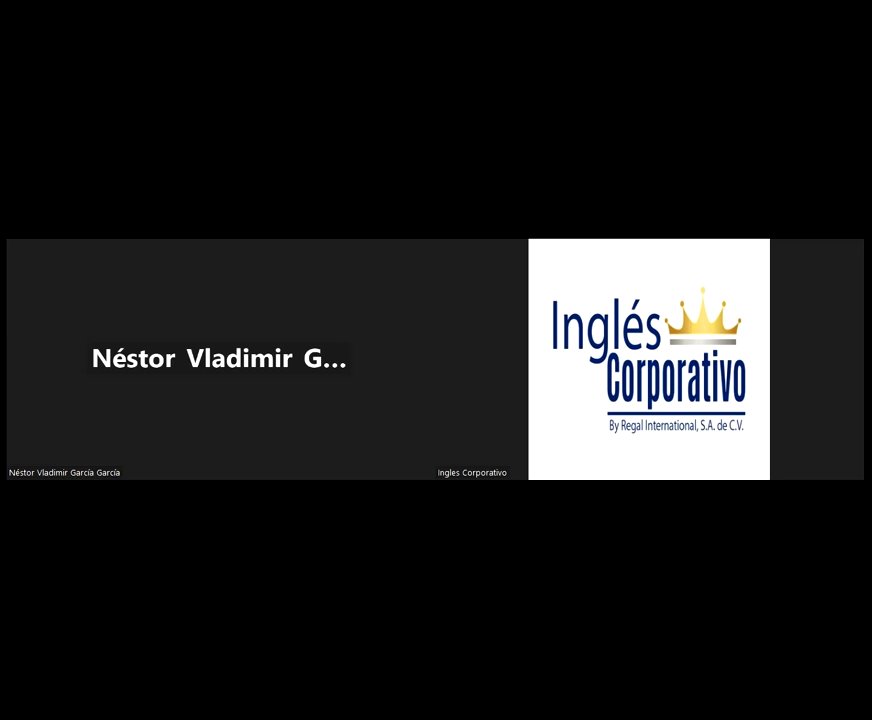 Néstor Vladimir G...
Néstor Vladimir García García
Ingles Corporativo
Inglés
Corporativo
By Regal International, S.A. de C.V.